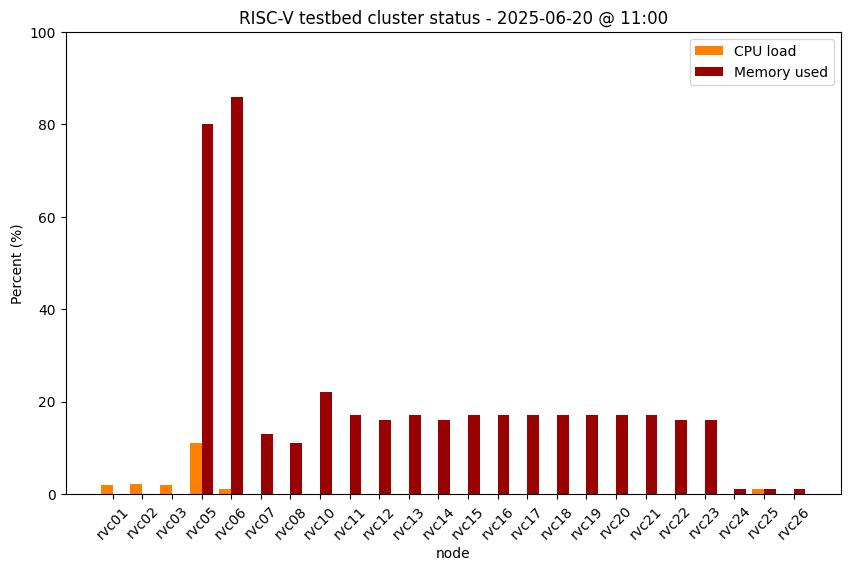 RISC-V testbed cluster status - 2025-06-20 @ 11:00
CPU load
Memory used
Percent (%)
100
80
60
40
20
0
rvc01 rvc02 rvc03 rvc05 rvc06 rvc07 rvc08 rvc10 rvc11 rvc12 rvc13 rvc14 rvc15 rvc16 rvc17 rvc18 rvc19 rvc20 rvc21 rvc22 rvc23 rvc24 rvc25 rvc26
node